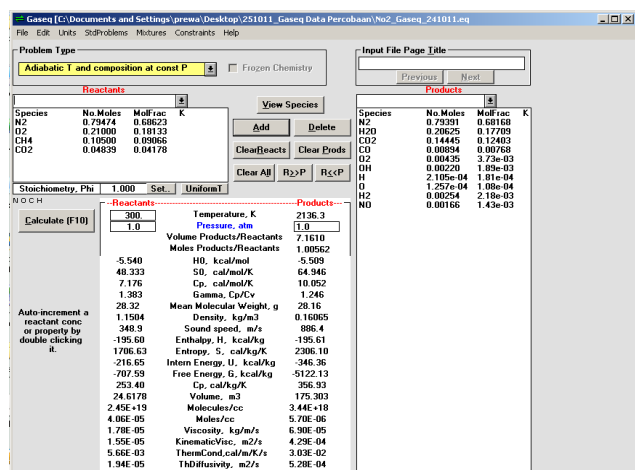 Gaseq [C:\Documents and Settings\prewa\Desktop\251011_Gaseq Data Percobaan\No2_Gaseq_241011.eq
File Edit Units StdProblems Mixtures Constraints Help
Problem Type
Adiabatic T and composition at const P
Frozen Chemistry
Input File Page Title
Previous Next
Reactants
Species No.Moles MolFrac K
N2 0.79474 0.68623
O2 0.21000 0.18133
CH4 0.10500 0.09066
CO2 0.04839 0.04178
View Species
Add Delete
ClearReacts Clear Prods
Clear All R>>P R<<P
Products
Species No.Moles MolFrac K
N2 0.79391 0.68168
H2O 0.20625 0.17709
CO2 0.14445 0.12403
CO 0.00894 0.00768
O2 0.00435 3.73e-03
OH 0.00220 1.89e-03
H 2.105e-04 1.81e-04
O 1.257e-04 1.08e-04
H2 0.00254 2.18e-03
NO 0.00166 1.43e-03
Stoichiometry, Phi 1.000 Set.. UniformT
N O C H
Calculate (F10)
Auto-increment a
reactant conc
or property by
double clicking
it.
Reactants Products
300. Temperature, K 2136.3
1.0 Pressure, atm 1.0
Volume Products/Reactants 7.1610
Moles Products/Reactants 1.00562
-5.540 H0, kcal/mol -5.509
48.333 S0, cal/mol/K 64.946
7.176 Cp, cal/mol/K 10.052
1.383 Gamma, Cp/Cv 1.246
28.32 Mean Molecular Weight, g 28.16
1.1504 Density, kg/m3 0.16065
348.9 Sound speed, m/s 886.4
-195.60 Enthalpy, H, kcal/kg -195.61
1706.63 Entropy, S, cal/kg/K 2306.10
-216.65 Intern Energy, U, kcal/kg -346.36
-707.59 Free Energy, G, kcal/kg -5122.13
253.40 Cp, cal/kg/K 356.93
24.6178 Volume, m3 175.303
2.45E+19 Molecules/cc 3.44E+18
4.06E-05 Moles/cc 5.70E-06
1.78E-05 Viscosity, kg/m/s 6.90E-05
1.55E-05 KinematicVisc, m2/s 4.29E-04
5.66E-03 ThermCond,cal/m/K/s 3.03E-02
1.94E-05 ThDiffusivity, m2/s 5.28E-04